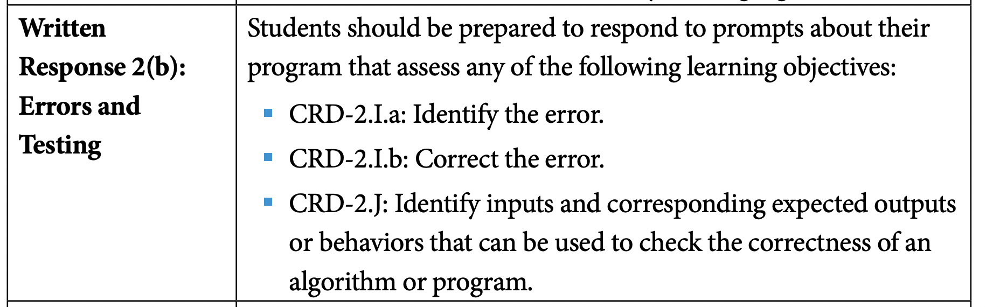 Written
Response 2(b):
Errors and
Testing
Students should be prepared to respond to prompts about their
program that assess any of the following learning objectives:
CRD-2.I.a: Identify the error.
CRD-2.I.b: Correct the error.
CRD-2.J: Identify inputs and corresponding expected outputs
or behaviors that can be used to check the correctness of an
algorithm or program.